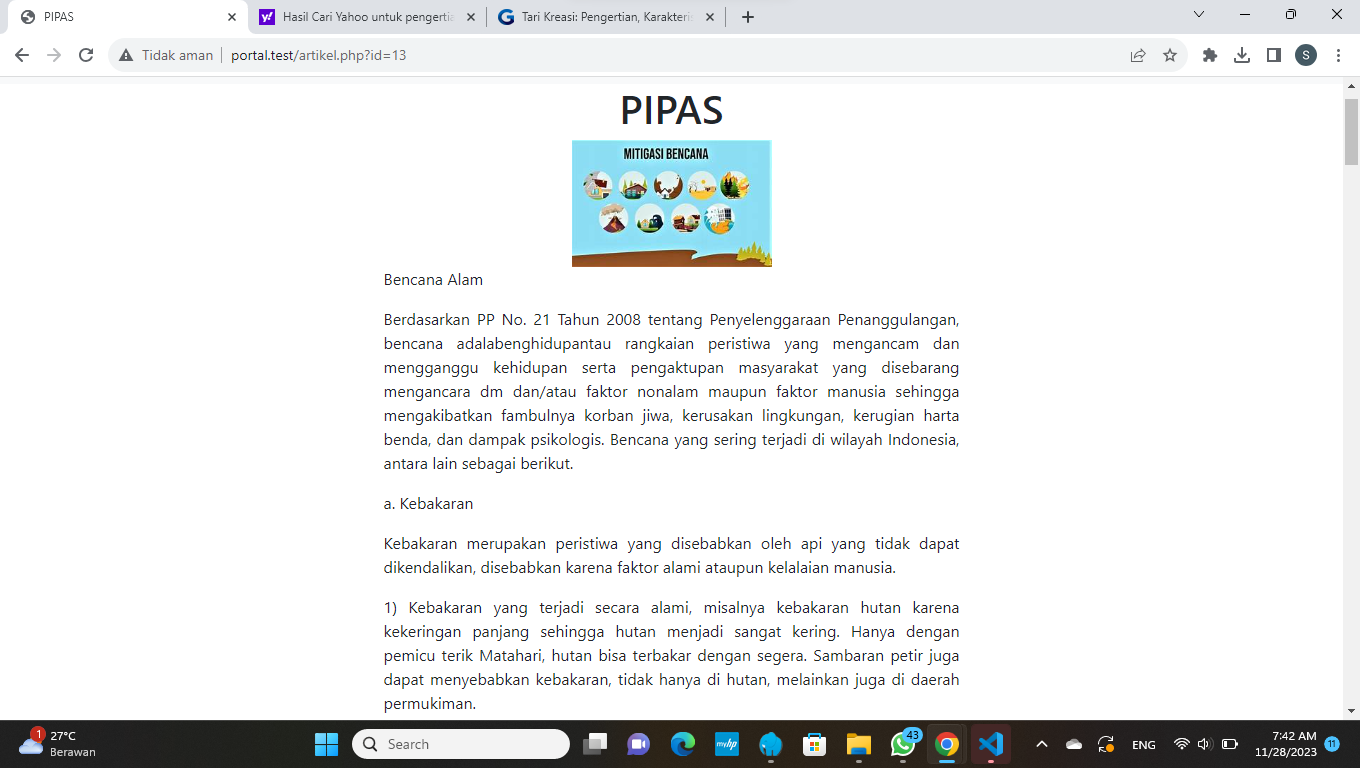 PIPAS
Hasil Cari Yahoo untuk pengertia
Tari Kreasi: Pengertian, Karakteris
Tidak aman
portal.test/artikel.php?id=13
S
PIPAS
MITIGASI BENCANA
Bencana Alam
Berdasarkan PP No. 21 Tahun 2008 tentang Penyelenggaraan Penanggulangan,
bencana adalabenghidupantau rangkaian peristiwa yang mengancam dan
mengganggu kehidupan serta pengaktupan masyarakat yang disebarang
mengancara dm dan/atau faktor nonalam maupun faktor manusia sehingga
mengakibatkan fambulnya korban jiwa, kerusakan lingkungan, kerugian harta
benda, dan dampak psikologis. Bencana yang sering terjadi di wilayah Indonesia,
antara lain sebagai berikut.
a. Kebakaran
Kebakaran merupakan peristiwa yang disebabkan oleh api yang tidak dapat
dikendalikan, disebabkan karena faktor alami ataupun kelalaian manusia.
1) Kebakaran yang terjadi secara alami, misalnya kebakaran hutan karena
kekeringan panjang sehingga hutan menjadi sangat kering. Hanya dengan
pemicu terik Matahari, hutan bisa terbakar dengan segera. Sambaran petir juga
dapat menyebabkan kebakaran, tidak hanya di hutan, melainkan juga di daerah
permukiman.
1
27°C
Berawan
Search
myhp
43
ENG
7:42 AM
11/28/2023
11